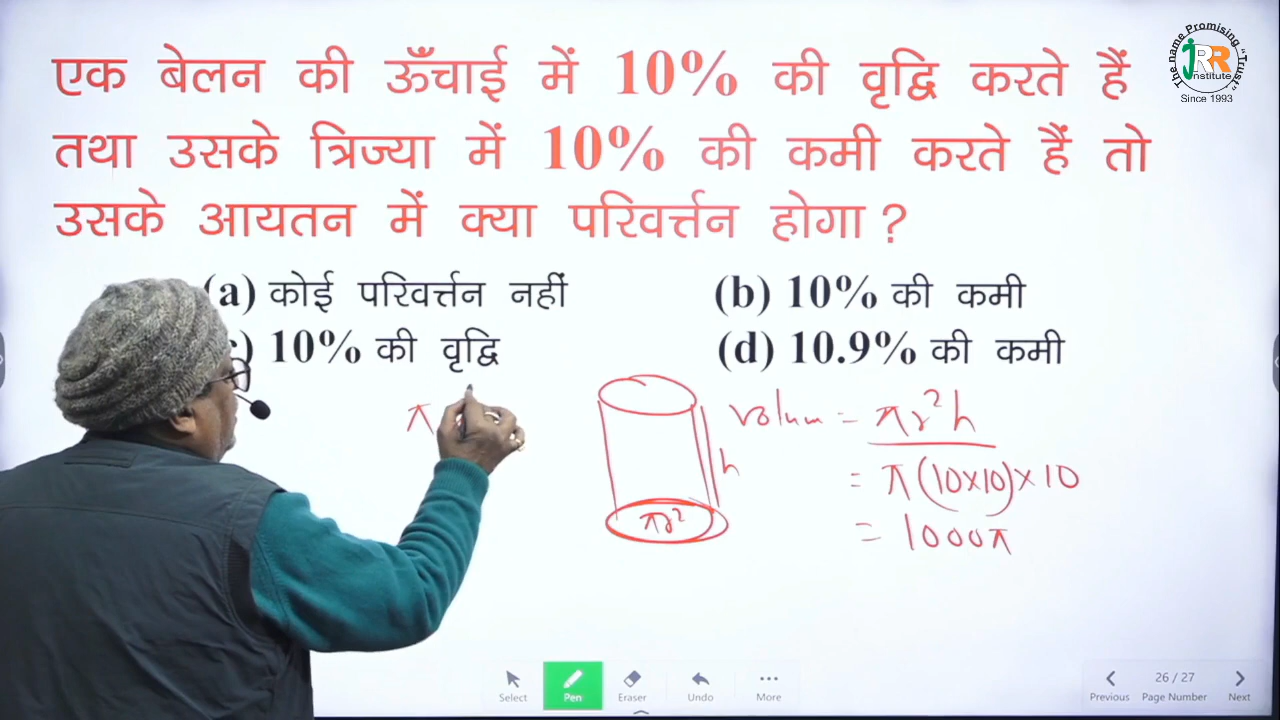 एक बेलन की ऊँचाई में 10% की वृद्धि करते हैं
तथा उसके त्रिज्या में 10% की कमी करते हैं तो
उसके आयतन में क्या परिवर्त्तन होगा ?
(a) कोई परिवर्त्तन नहीं (b) 10% की कमी
c) 10% की वृद्धि (d) 10.9% की कमी
π
volum = πr²h
h
= π(10×10)×10
πr²
= 1000π
The name Promising "Trust"
JRR
institute
Since 1993
Select Pen Eraser Undo More
26 / 27
Previous Page Number Next